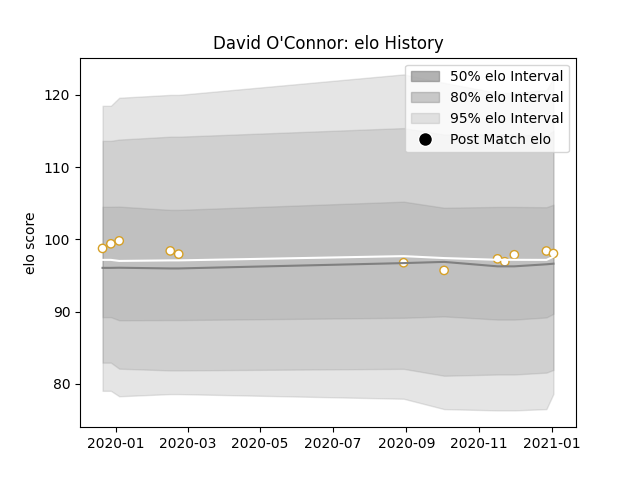 David O'Connor: elo History
50% elo Interval
80% elo Interval
95% elo Interval
Post Match elo
elo score
120
110
100
90
80
2020-01
2020-03
2020-05
2020-07
2020-09
2020-11
2021-01